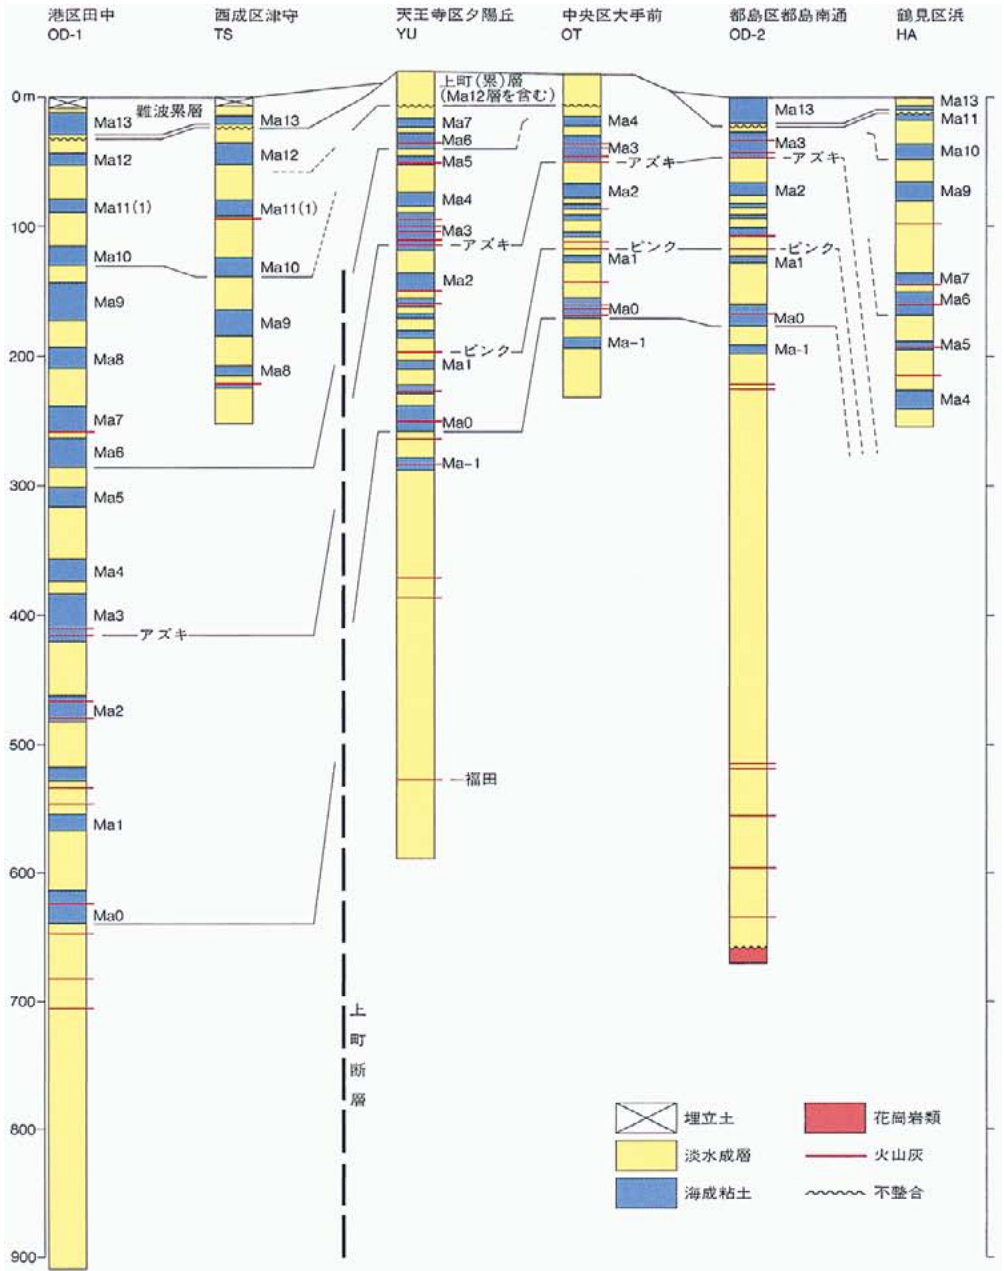 港区田中
OD-1
西成区津守
TS
天王寺区夕陽丘
YU
中央区大手前
OT
都島区都島南通
OD-2
鶴見区浜
HA
0m
100
200
300
400
500
600
700
800
900
難波累層
Ma13
Ma12
Ma11(1)
Ma10
Ma9
Ma8
Ma7
Ma6
Ma5
Ma4
Ma3
アズキ
Ma2
Ma1
Ma0
Ma13
Ma12
Ma11(1)
Ma10
Ma9
Ma8
上町断層
上町(累)層
(Ma12層を含む)
Ma7
Ma6
Ma5
Ma4
Ma3
アズキ
Ma2
ピンク
Ma1
Ma0
Ma-1
福田
Ma4
Ma3
アズキ
Ma2
ピンク
Ma1
Ma0
Ma-1
Ma13
Ma3
アズキ
Ma2
ピンク
Ma1
Ma0
Ma-1
Ma13
Ma11
Ma10
Ma9
Ma7
Ma6
Ma5
Ma4
埋立土
淡水成層
海成粘土
花崗岩類
火山灰
不整合